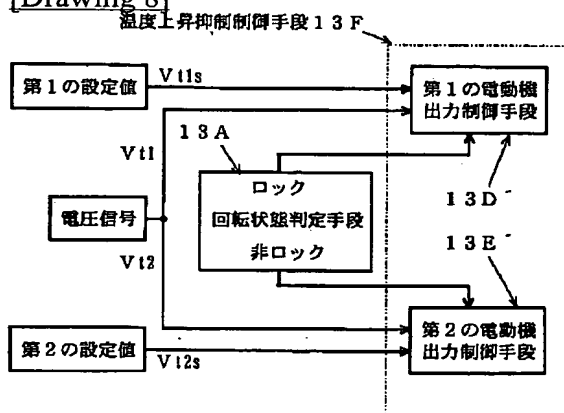 [Drawing 8]
温度上昇抑制制御手段13F
第1の設定値
Vt1s
第1の電動機
出力制御手段
Vt1
13A
ロック
回転状態判定手段
非ロック
13D
電圧信号
Vt2
13E
第2の設定値
Vt2s
第2の電動機
出力制御手段